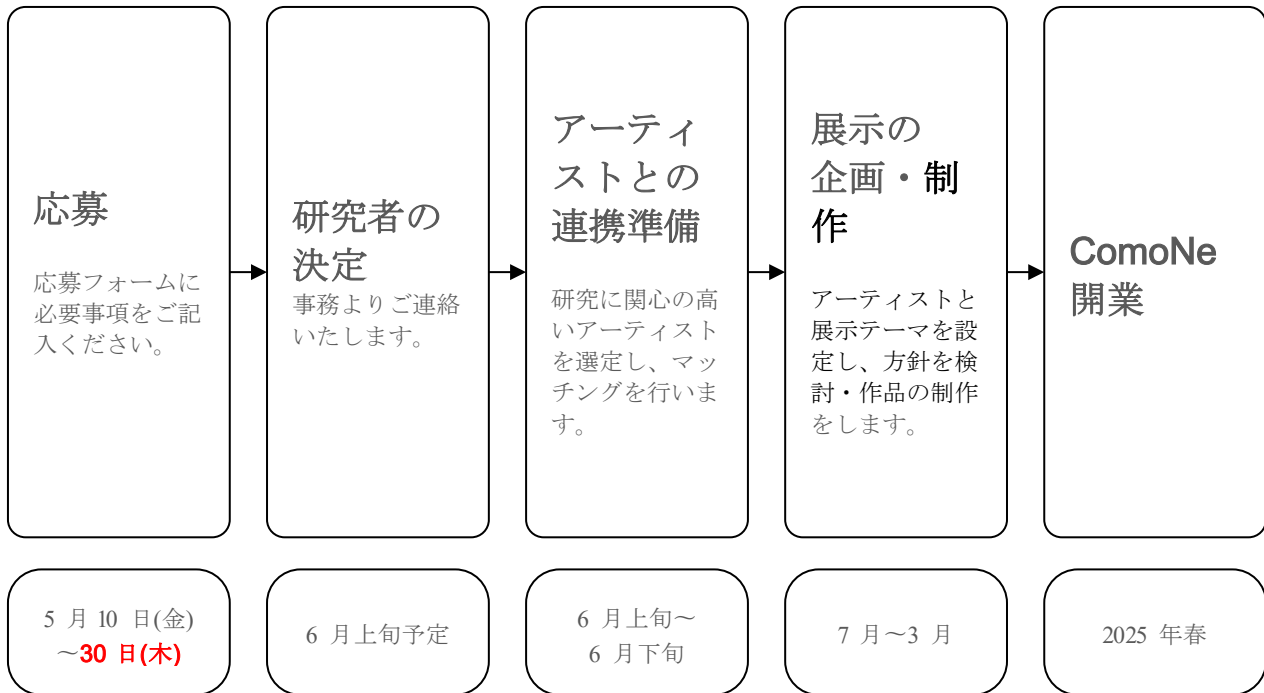 応募
応募フォームに
必要事項をご記
入ください。
研究者の
決定
事務よりご連絡
いたします。
アーティ
ストとの
連携準備
研究に関心の高
いアーティスト
を選定し、マッ
チングを行いま
す。
展示の
企画・制
作
アーティストと
展示テーマを設
定し、方針を検
討・作品の制作
をします。
ComoNe
開業
5 月 10 日(金)
～30 日(木)
6 月上旬予定
6 月上旬～
6 月下旬
7 月～3 月
2025 年春